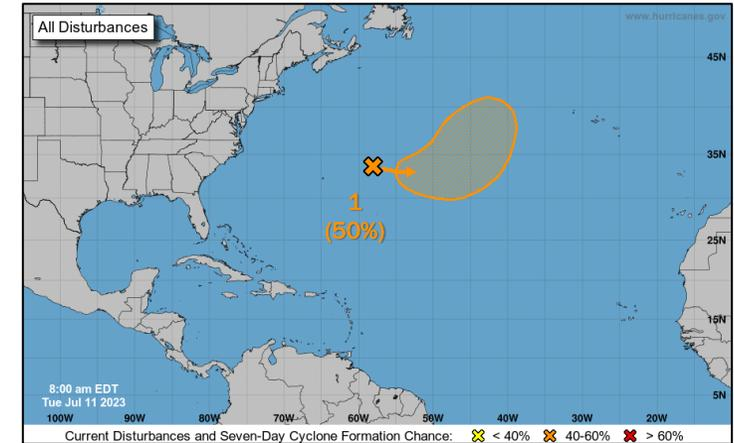 All Disturbances
www.hurricanes.gov
45N
35N
1
(50%)
25N
15N
8:00 am EDT
Tue Jul 11 2023
5N
100W 90W 80W 70W 60W 50W 40W 30W 20W
Current Disturbances and Seven-Day Cyclone Formation Chance: < 40% 40-60% > 60%